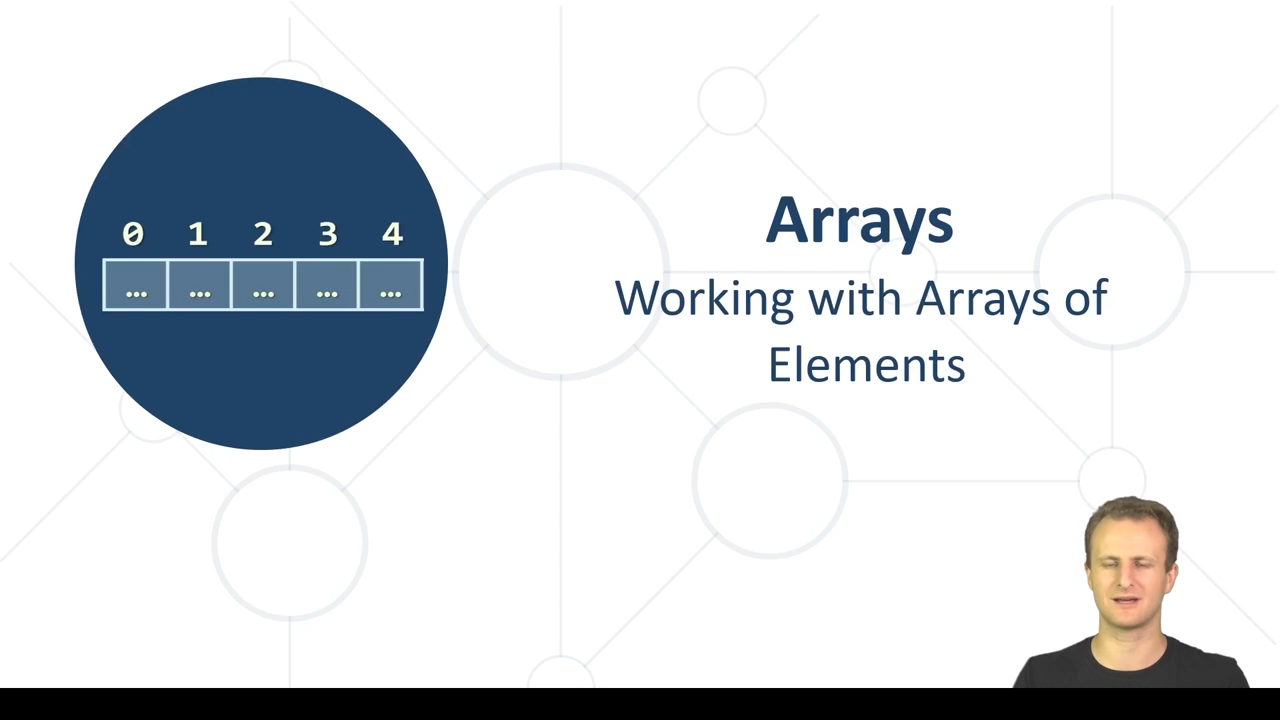 0 1 2 3 4
... ... ... ... ...
Arrays
Working with Arrays of
Elements